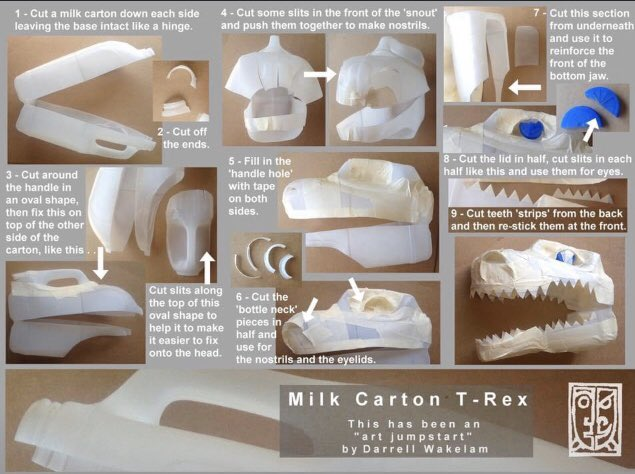 1 - Cut a milk carton down each side
leaving the base intact like a hinge.
2 - Cut off
the ends.
3 - Cut around
the handle in
an oval shape,
then fix this on
top of the other
side of the
carton, like this . .
Cut slits along
the top of this
oval shape to
help it to make
it easier to fix
onto the head.
4 - Cut some slits in the front of the 'snout'
and push them together to make nostrils.
5 - Fill in the
'handle hole'
with tape
on both
sides.
6 - Cut the
'bottle neck'
pieces in
half and
use for
the nostrils and the eyelids.
7 - Cut this section
from underneath
and use it to
reinforce the
front of the
bottom jaw.
8 - Cut the lid in half, cut slits in each
half like this and use them for eyes.
9 - Cut teeth 'strips' from the back
and then re-stick them at the front.
Milk Carton T-Rex
This has been an
"art jumpstart"
by Darrell Wakelam